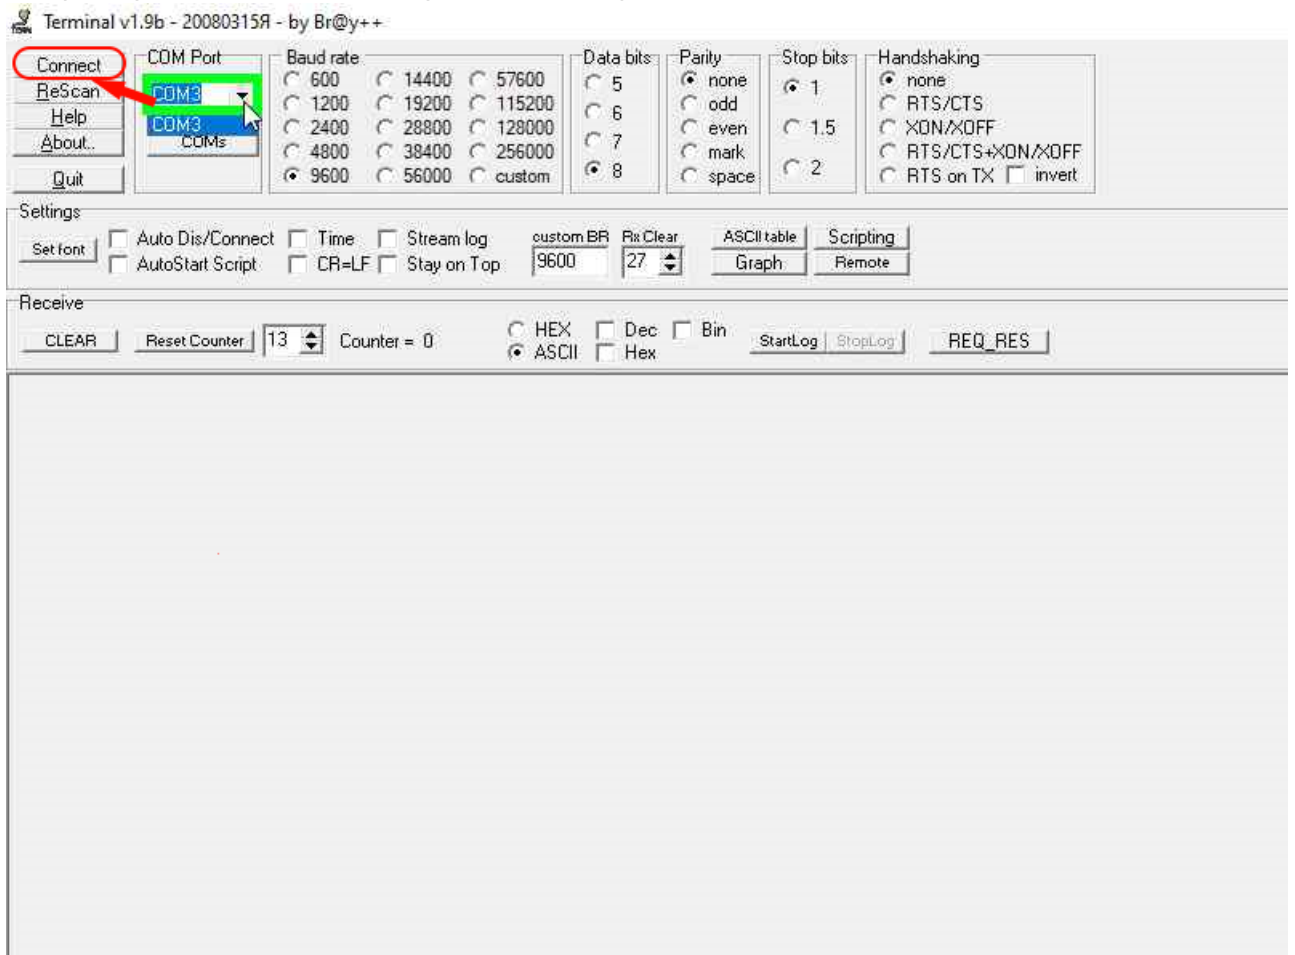 Terminal v1.9b - 20080315Я - by Br@y++
Connect
ReScan
Help
About..
Quit
COM Port
COM3
COM3
COMs
Baud rate
600 14400 57600
1200 19200 115200
2400 28800 128000
4800 38400 256000
9600 56000 custom
Data bits
5
6
7
8
Parity
none
odd
even
mark
space
Stop bits
1
1.5
2
Handshaking
none
RTS/CTS
XON/XOFF
RTS/CTS+XON/XOFF
RTS on TX invert
Settings
Set font
Auto Dis/Connect Time Stream log
AutoStart Script CR=LF Stay on Top
custom BR Rx Clear
9600 27
ASCII table Scripting
Graph Remote
Receive
CLEAR Reset Counter 13 Counter = 0
HEX Dec Bin
ASCII Hex
StartLog StopLog REQ_RES